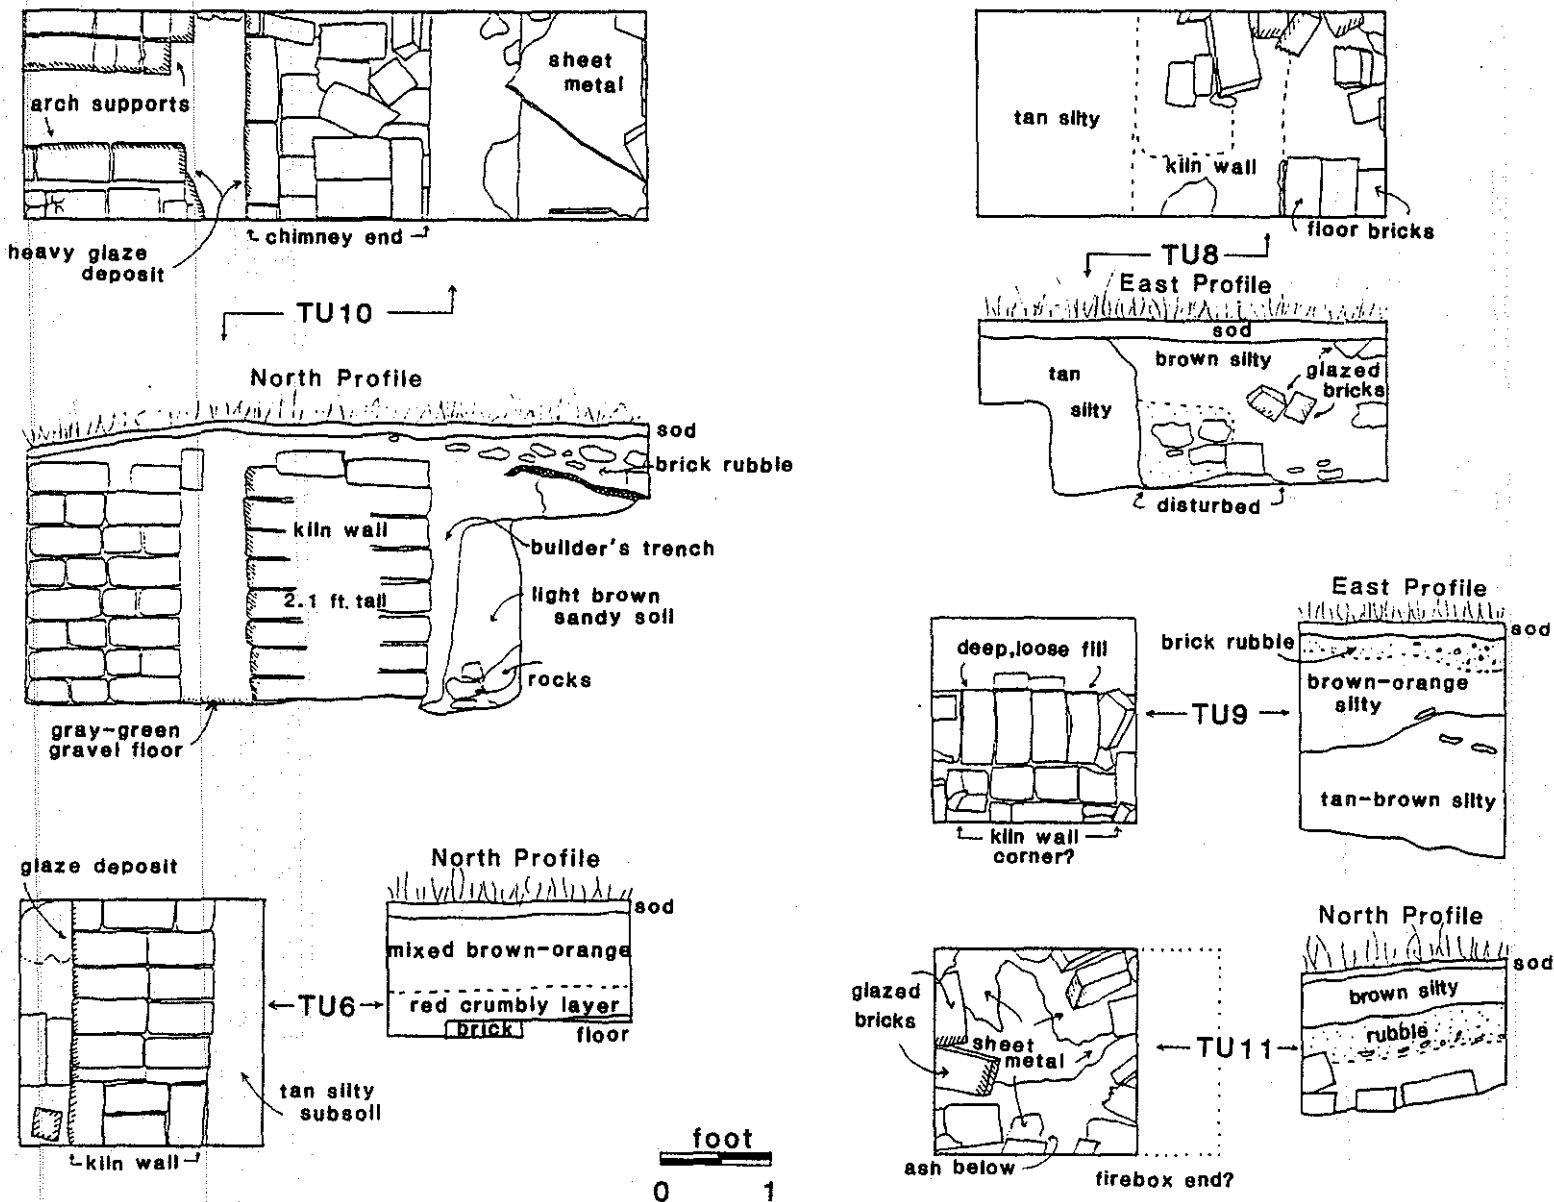 arch supports
sheet
metal
heavy glaze
deposit
chimney end
TU10
North Profile
sod
brick rubble
kiln wall
builder's trench
2.1 ft. tall
light brown
sandy soil
rocks
gray-green
gravel floor
glaze deposit
TU6
tan silty
subsoil
kiln wall
North Profile
sod
mixed brown-orange
red crumbly layer
brick
floor
foot
0 1
tan silty
kiln wall
floor bricks
TU8
East Profile
sod
brown silty
tan
silty
glazed
bricks
disturbed
deep,loose fill
kiln wall
corner?
TU9
East Profile
sod
brick rubble
brown-orange
silty
tan-brown silty
glazed
bricks
sheet
metal
ash below
firebox end?
TU11
North Profile
sod
brown silty
rubble